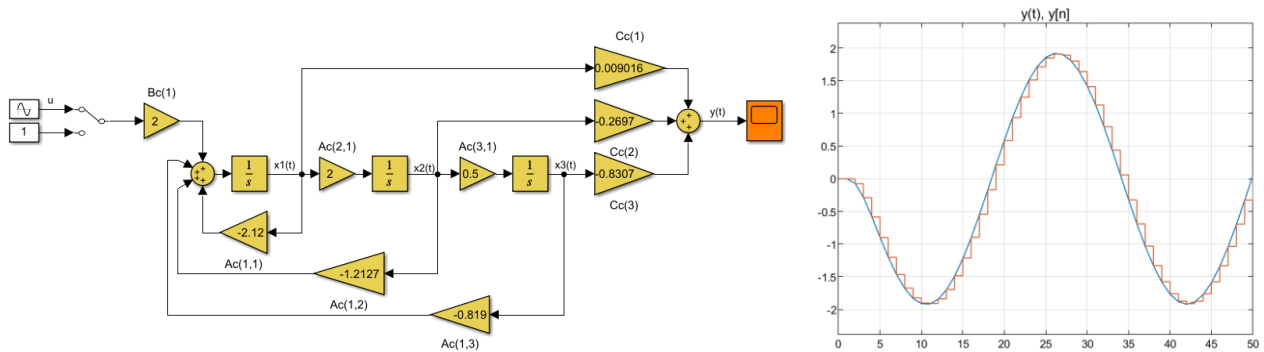 Cc(1)
0.009016
u
Bc(1)
2
1
-0.2697
y(t)
Cc(2)
1
s
x1(t)
Ac(2,1)
2
1
s
x2(t)
Ac(3,1)
0.5
1
s
x3(t)
-0.8307
Cc(3)
-2.12
Ac(1,1)
-1.2127
Ac(1,2)
-0.819
Ac(1,3)
y(t), y[n]
2
1.5
1
0.5
0
-0.5
-1
-1.5
-2
0 5 10 15 20 25 30 35 40 45 50